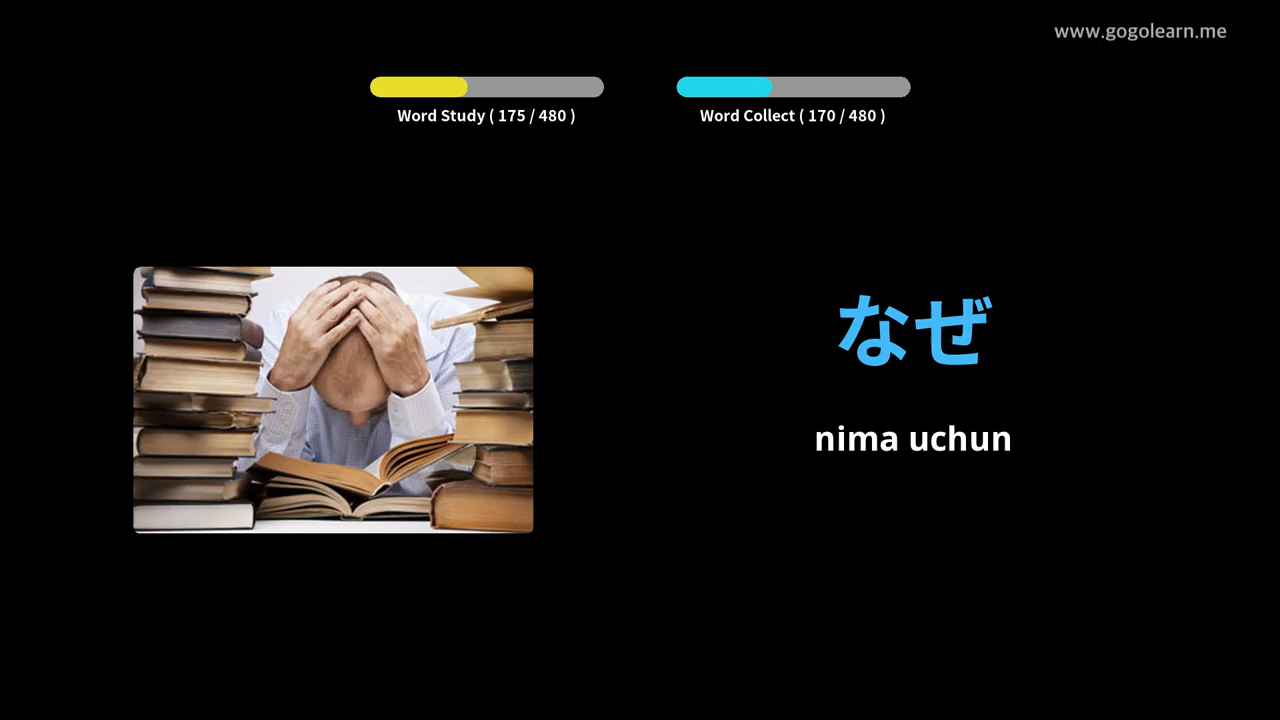 www.gogolearn.me
Word Study ( 175 / 480 )
Word Collect ( 170 / 480 )
なぜ
nima uchun